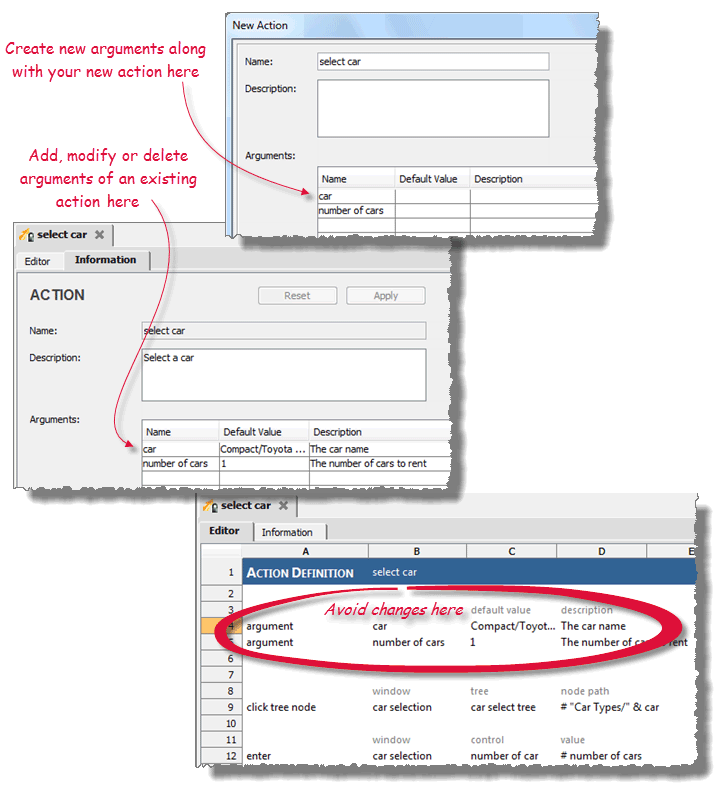 New Action
Create new arguments along
with your new action here
Name: select car
Description:
Arguments:
Name Default Value Description
car
number of cars
Add, modify or delete
arguments of an existing
action here
select car
Editor Information
ACTION Reset Apply
Name: select car
Description: Select a car
Arguments:
Name Default Value Description
car Compact/Toyota ... The car name
number of cars 1 The number of cars to rent
select car
Editor Information
A B C D E
1 ACTION DEFINITION select car
2
Avoid changes here
3 default value description
4 argument car Compact/Toyot... The car name
5 argument number of cars 1 The number of cars to rent
6
7
8 window tree node path
9 click tree node car selection car select tree # "Car Types/" & car
10
11 window control value
12 enter car selection number of car # number of cars